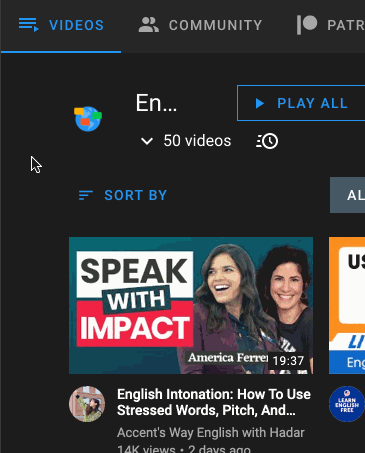 VIDEOS
COMMUNITY
PATR
En...
PLAY ALL
50 videos
SORT BY
AL
SPEAK
WITH
IMPACT
America Ferre
19:37
US
LI
Eng
LEARN
ENGLISH
FREE
English Intonation: How To Use
Stressed Words, Pitch, And...
Accent's Way English with Hadar
14K views • 2 days ago